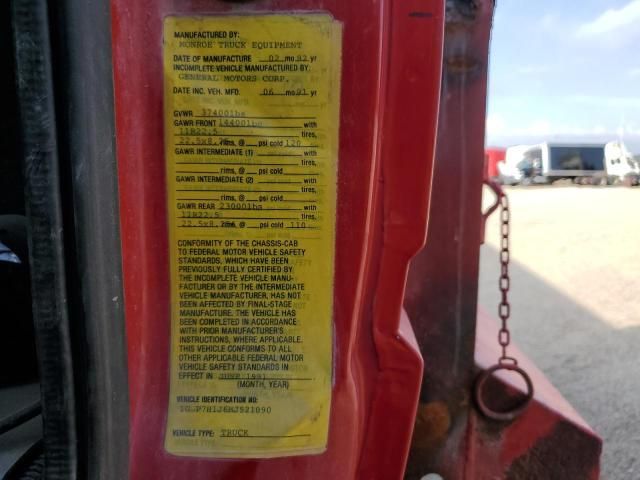 MANUFACTURED BY:
MONROE TRUCK EQUIPMENT
DATE OF MANUFACTURE 02 mo 92 yr
INCOMPLETE VEHICLE MANUFACTURED BY:
GENERAL MOTORS CORP.
DATE INC. VEH. MFD. 06 mo 91 yr
GVWR 37400lbs
GAWR FRONT 14400lbs with
11R22.5 tires,
22.5x8. rims, @ psi cold 120
GAWR INTERMEDIATE (1) with
tires,
rims, @ psi cold
GAWR INTERMEDIATE (2) with
tires,
rims, @ psi cold
GAWR REAR 23000lbs with
11R22.5 tires,
22.5x8. rims, @ psi cold 110
CONFORMITY OF THE CHASSIS-CAB
TO FEDERAL MOTOR VEHICLE SAFETY
STANDARDS, WHICH HAVE BEEN
PREVIOUSLY FULLY CERTIFIED BY
THE INCOMPLETE VEHICLE MANU-
FACTURER OR BY THE INTERMEDIATE
VEHICLE MANUFACTURER, HAS NOT
BEEN AFFECTED BY FINAL-STAGE
MANUFACTURE. THE VEHICLE HAS
BEEN COMPLETED IN ACCORDANCE
WITH PRIOR MANUFACTURER'S
INSTRUCTIONS, WHERE APPLICABLE.
THIS VEHICLE CONFORMS TO ALL
OTHER APPLICABLE FEDERAL MOTOR
VEHICLE SAFETY STANDARDS IN
EFFECT IN JUNE 1991
(MONTH, YEAR)
VEHICLE IDENTIFICATION NO:
VEHICLE TYPE: TRUCK